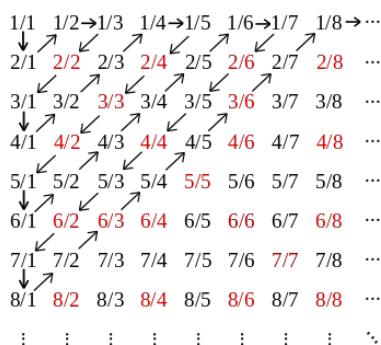 1/1 1/2 1/3 1/4 1/5 1/6 1/7 1/8 ...
2/1 2/2 2/3 2/4 2/5 2/6 2/7 2/8 ...
3/1 3/2 3/3 3/4 3/5 3/6 3/7 3/8 ...
4/1 4/2 4/3 4/4 4/5 4/6 4/7 4/8 ...
5/1 5/2 5/3 5/4 5/5 5/6 5/7 5/8 ...
6/1 6/2 6/3 6/4 6/5 6/6 6/7 6/8 ...
7/1 7/2 7/3 7/4 7/5 7/6 7/7 7/8 ...
8/1 8/2 8/3 8/4 8/5 8/6 8/7 8/8 ...
⋮ ⋮ ⋮ ⋮ ⋮ ⋮ ⋮ ⋮ ⋱